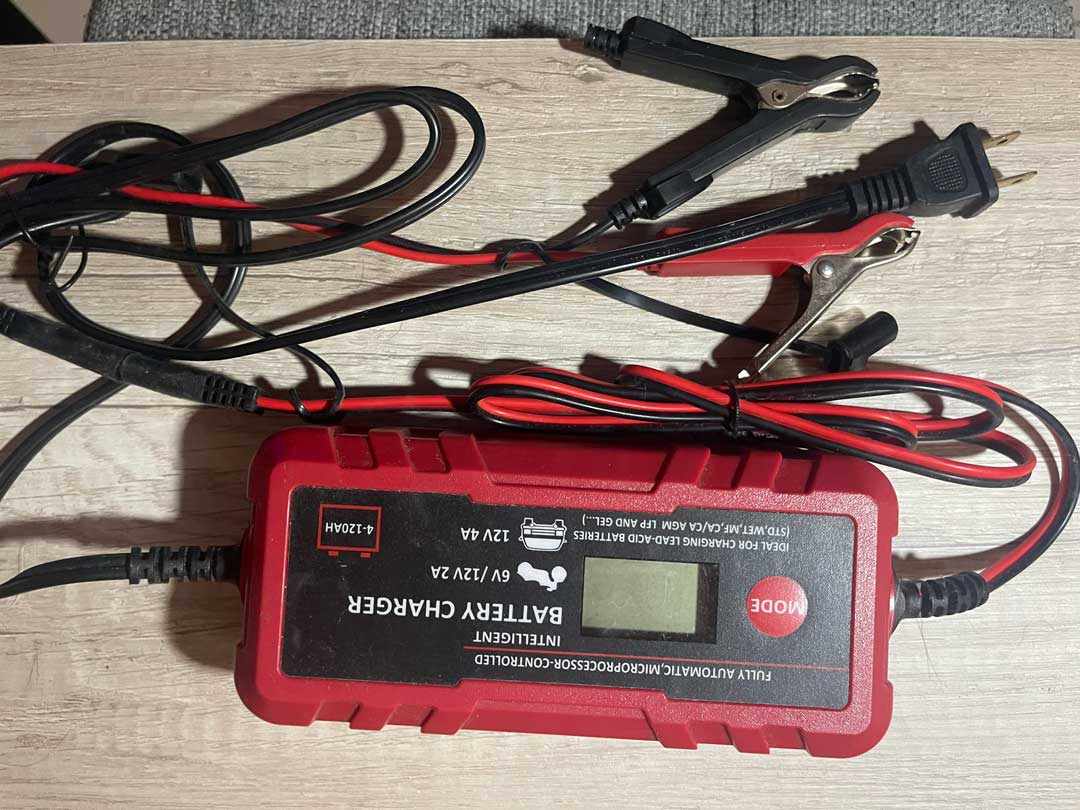 FULLY AUTOMATIC,MICROPROCESSOR-CONTROLLED
INTELLIGENT
BATTERY CHARGER
6V / 12V 2A
12V 4A
4-120AH
MODE
IDEAL FOR CHARGING LEAD-ACID BATTERIES
(STD,WET,MF,CA/CA AGM LFP AND GEL...)